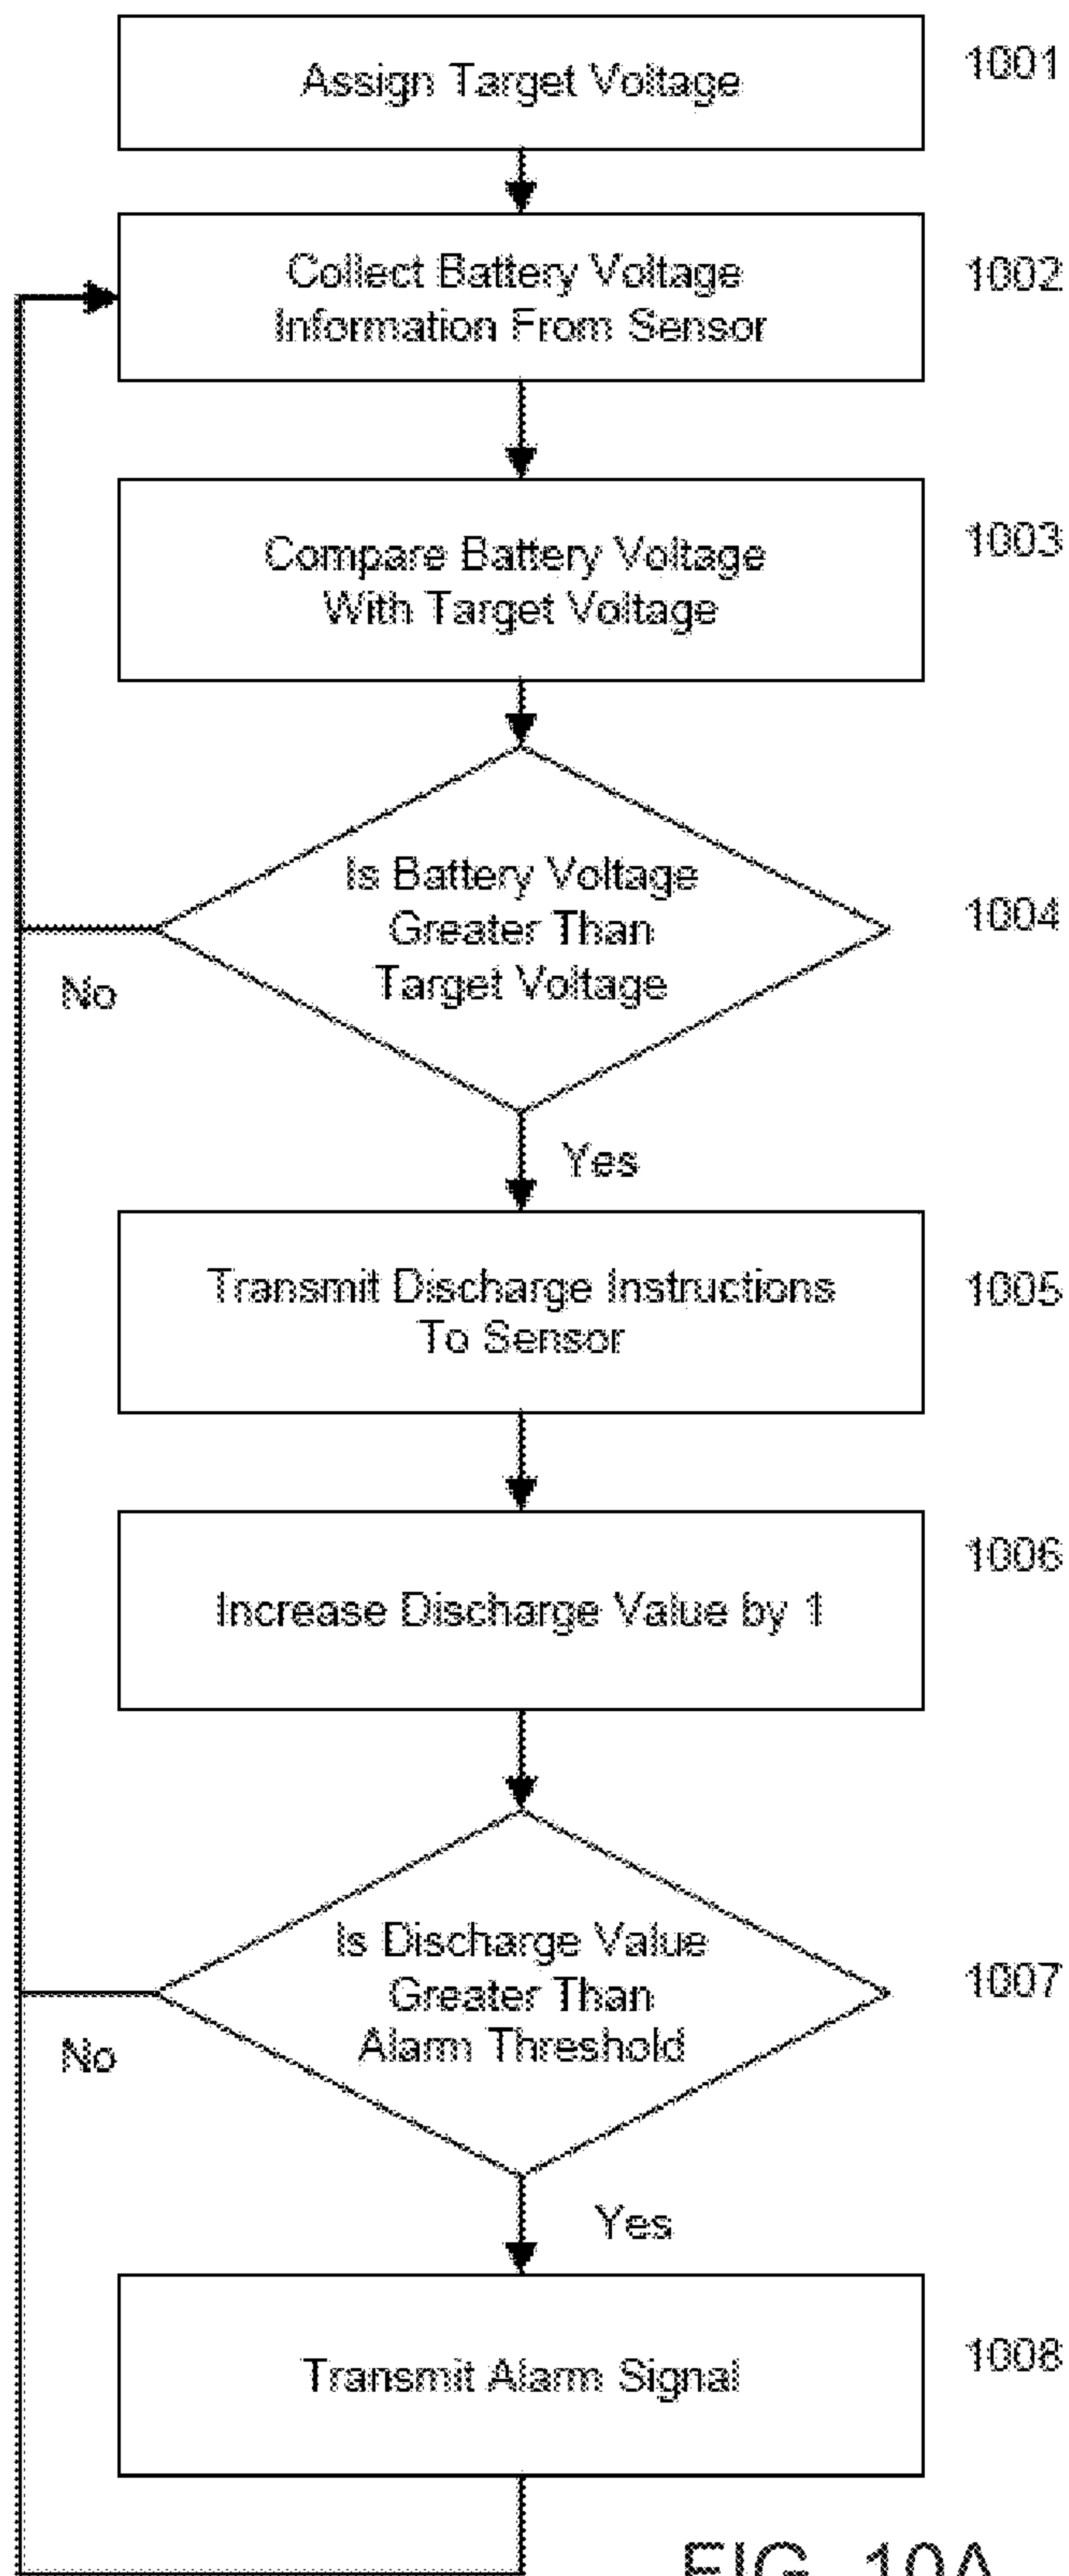 Assign Target Voltage
1001
Collect Battery Voltage
Information From Sensor
1002
Compare Battery Voltage
With Target Voltage
1003
Is Battery Voltage
Greater Than
Target Voltage
1004
No
Yes
Transmit Discharge Instructions
To Sensor
1005
Increase Discharge Value by 1
1006
Is Discharge Value
Greater Than
Alarm Threshold
1007
No
Yes
Transmit Alarm Signal
1008
FIG. 10A